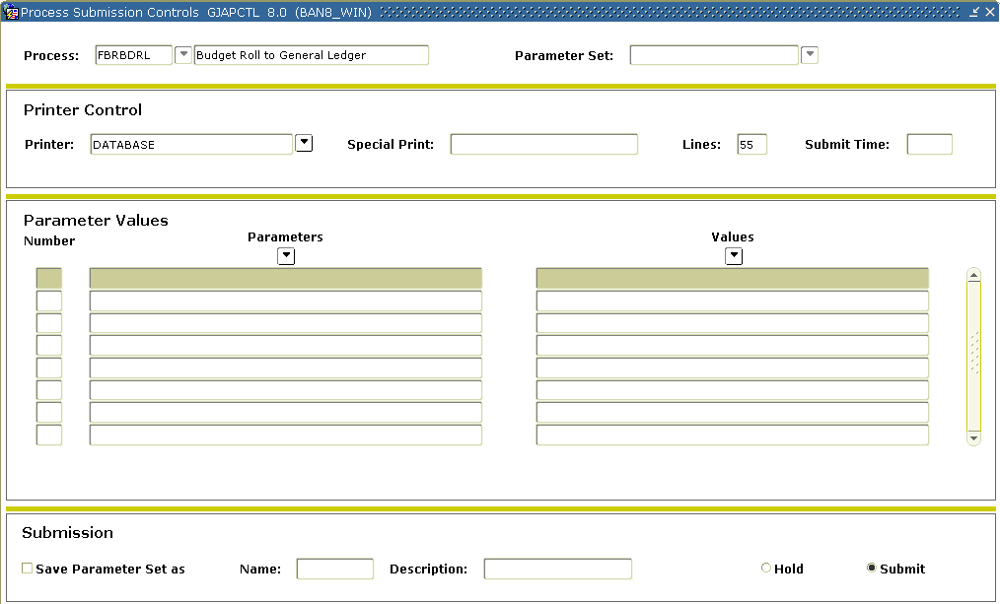 Process Submission Controls  GJAPCTL  8.0  (BAN8_WIN)
Process: FBRBDRL Budget Roll to General Ledger Parameter Set:
Printer Control
Printer: DATABASE Special Print: Lines: 55 Submit Time:
Parameter Values
Number Parameters Values
Submission
Save Parameter Set as Name: Description: Hold Submit